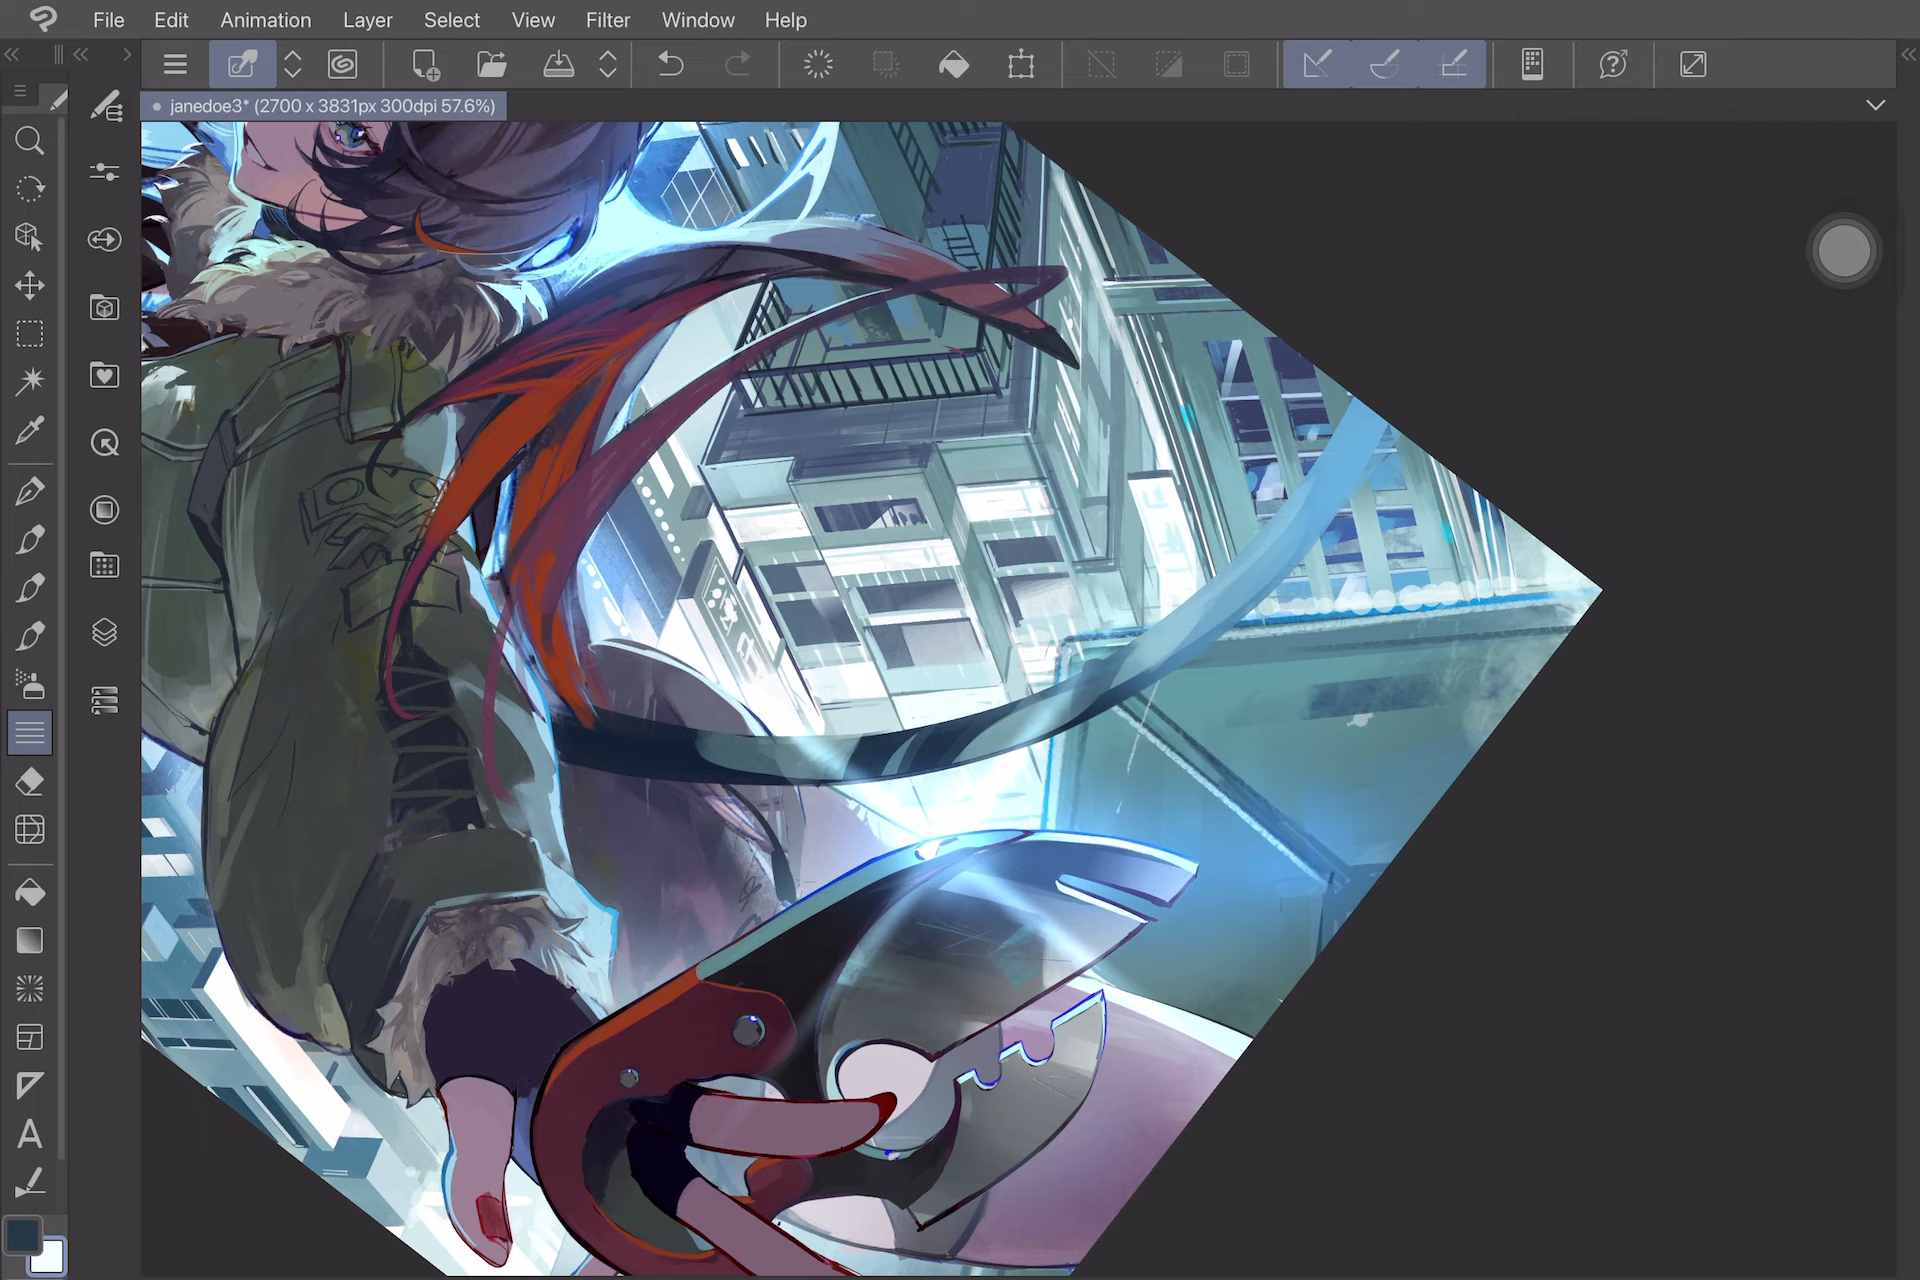 File Edit Animation Layer Select View Filter Window Help
janedoe3* (2700 x 3831px 300dpi 57.6%)